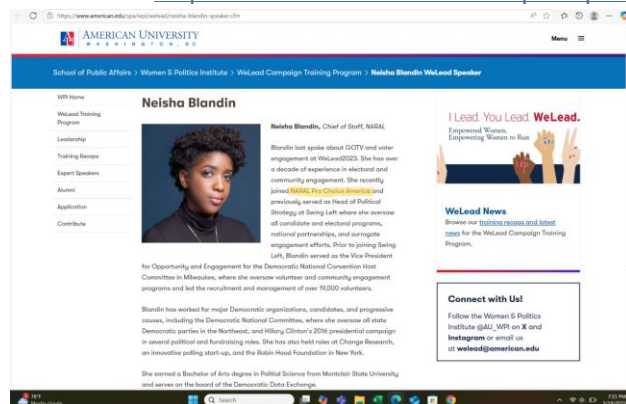 https://www.american.edu/spa/wpi/welead/neisha-blandin-speaker.cfm
AMERICAN UNIVERSITY
WASHINGTON, DC
Menu
School of Public Affairs > Women & Politics Institute > WeLead Campaign Training Program > Neisha Blandin WeLead Speaker
WPI Home
WeLead Training
Program
Leadership
Training Recaps
Expert Speakers
Alumni
Application
Contribute
Neisha Blandin
Neisha Blandin, Chief of Staff, NARAL
Blandin last spoke about GOTV and voter
engagement at WeLead2023. She has over
a decade of experience in electoral and
community engagement. She recently
joined NARAL Pro Choice America and
previously served as Head of Political
Strategy at Swing Left where she oversaw
all candidate and electoral programs,
national partnerships, and surrogate
engagement efforts. Prior to joining Swing
Left, Blandin served as the Vice President
for Opportunity and Engagement for the Democratic National Convention Host
Committee in Milwaukee, where she oversaw volunteer and community engagement
programs and led the recruitment and management of over 19,000 volunteers.
Blandin has worked for major Democratic organizations, candidates, and progressive
causes, including the Democratic National Committee, where she oversaw all state
Democratic parties in the Northeast, and Hillary Clinton's 2016 presidential campaign
in several political and fundraising roles. She has also held roles at Change Research,
an innovative polling start-up, and the Robin Hood Foundation in New York.
She earned a Bachelor of Arts degree in Politial Science from Montclair State University
and serves on the board of the Democratic Data Exchange.
I Lead. You Lead. WeLead.
Empowered Women,
Empowering Women to Run
WeLead News
Browse our training recaps and latest
news for the WeLead Campaign Training
Program.
Connect with Us!
Follow the Women & Politics
Institute @AU_WPI on X and
Instagram or email us
at welead@american.edu
78°F
Mostly cloudy
Search
7:21 PM